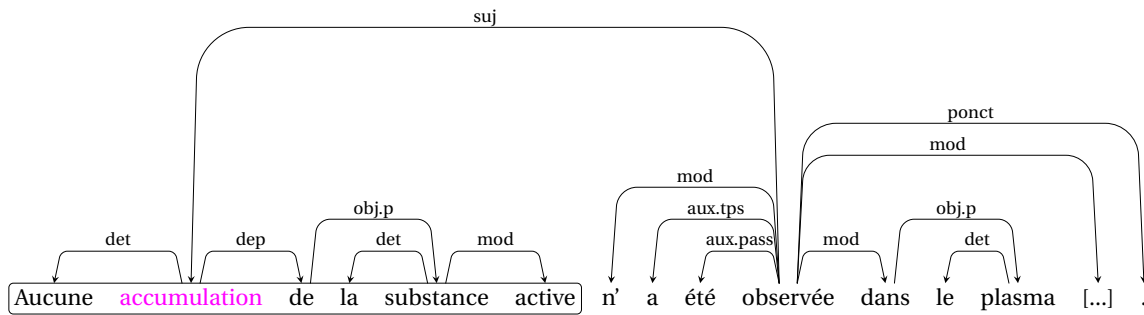 suj
ponct
mod
mod
obj.p aux.tps obj.p
det dep det mod aux.pass mod det
Aucune accumulation de la substance active n' a été observée dans le plasma [...] .